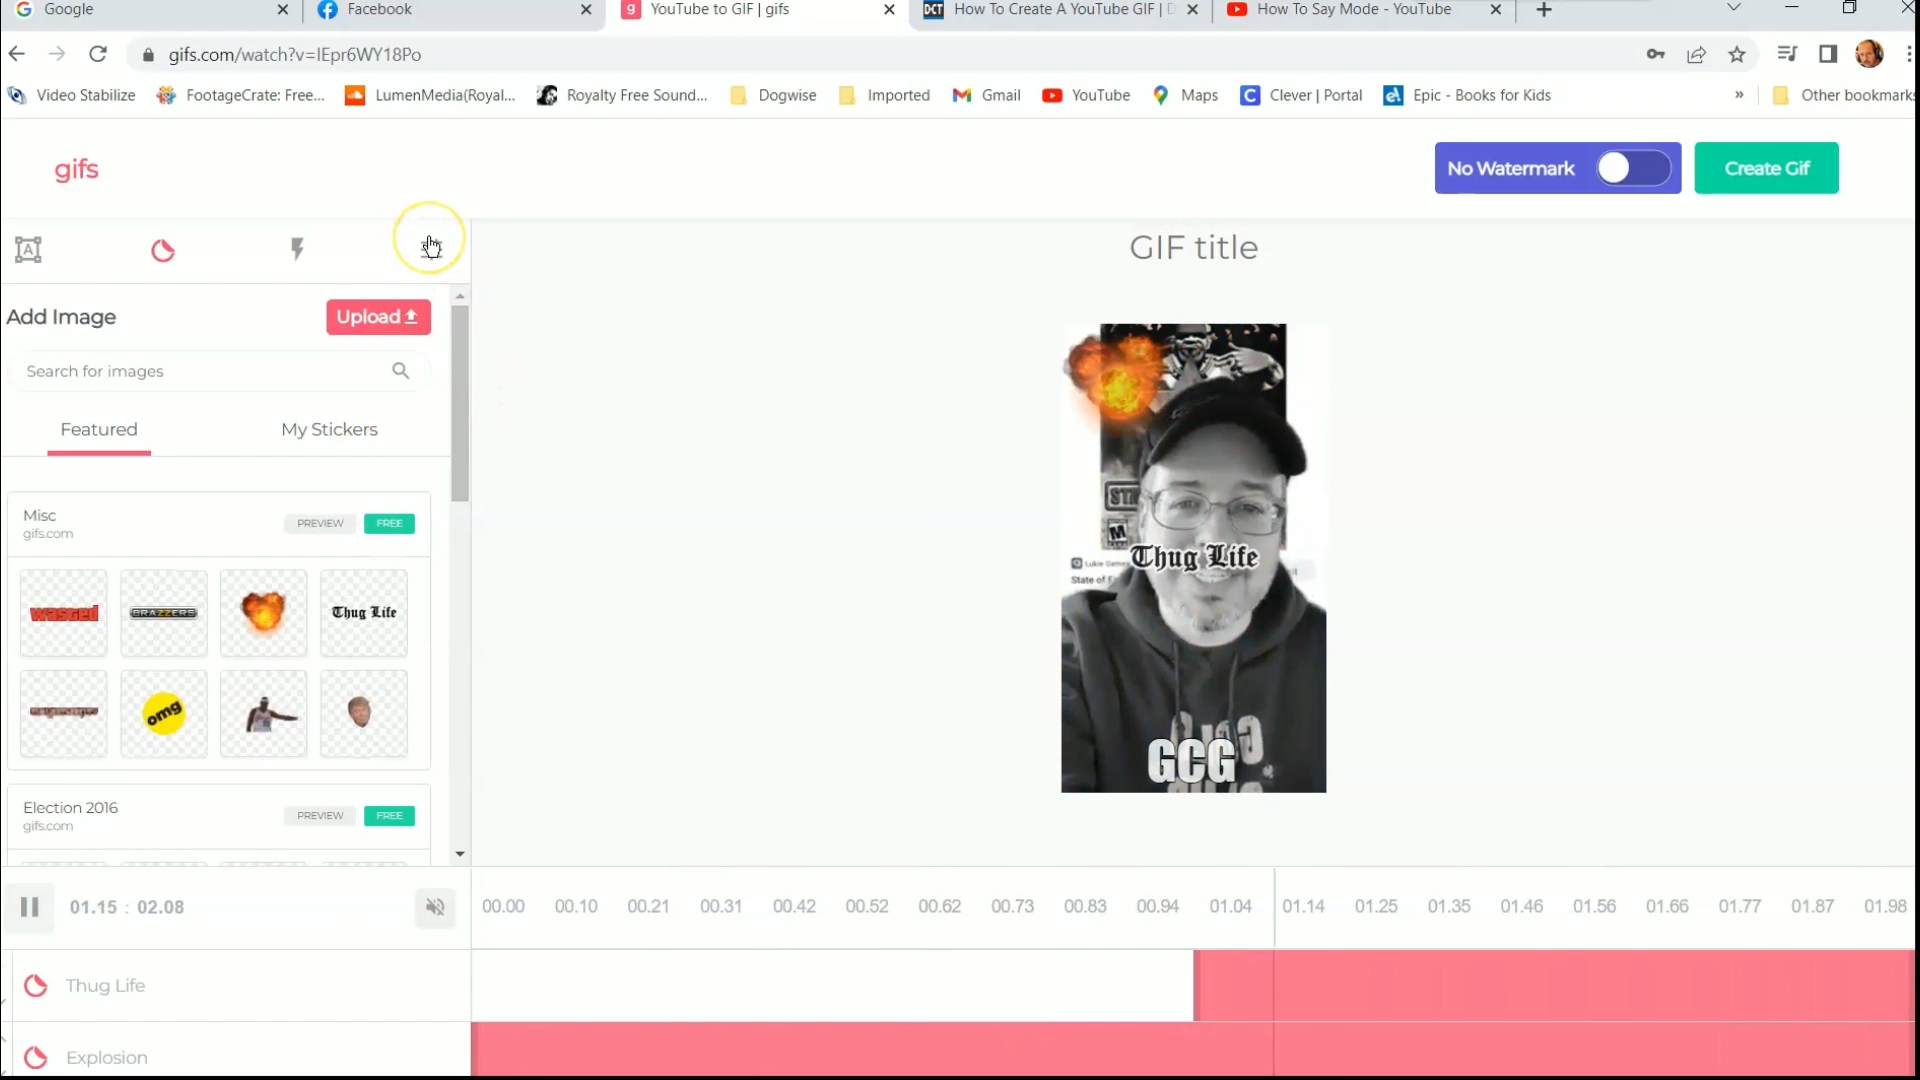 Google
Facebook
YouTube to GIF | gifs
How To Create A YouTube GIF | D
How To Say Mode - YouTube
gifs.com/watch?v=IEpr6WY18Po
Video Stabilize
FootageCrate: Free...
LumenMedia(Royal...
Royalty Free Sound...
Dogwise
Imported
Gmail
YouTube
Maps
Clever | Portal
Epic - Books for Kids
»
Other bookmarks
gifs
No Watermark
Create Gif
GIF title
Add Image
Upload
Search for images
Featured
My Stickers
Misc
gifs.com
PREVIEW
FREE
wasted
BRAZZERS
Thug Life
omg
Election 2016
gifs.com
PREVIEW
FREE
Lukie Games
State of E
Thug Life
GCG
01.15 : 02.08
00.00 00.10 00.21 00.31 00.42 00.52 00.62 00.73 00.83 00.94 01.04 01.14 01.25 01.35 01.46 01.56 01.66 01.77 01.87 01.98
Thug Life
Explosion